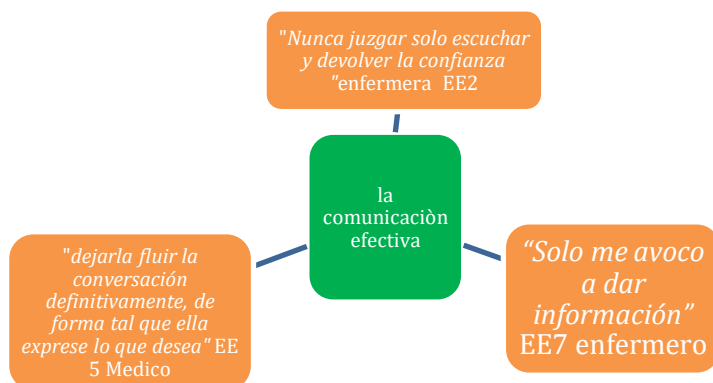 "Nunca juzgar solo escuchar
y devolver la confianza
"enfermera EE2
la
comunicaciòn
efectiva
"dejarla fluir la
conversación
definitivamente, de
forma tal que ella
exprese lo que desea" EE
5 Medico
“Solo me avoco
a dar
información”
EE7 enfermero